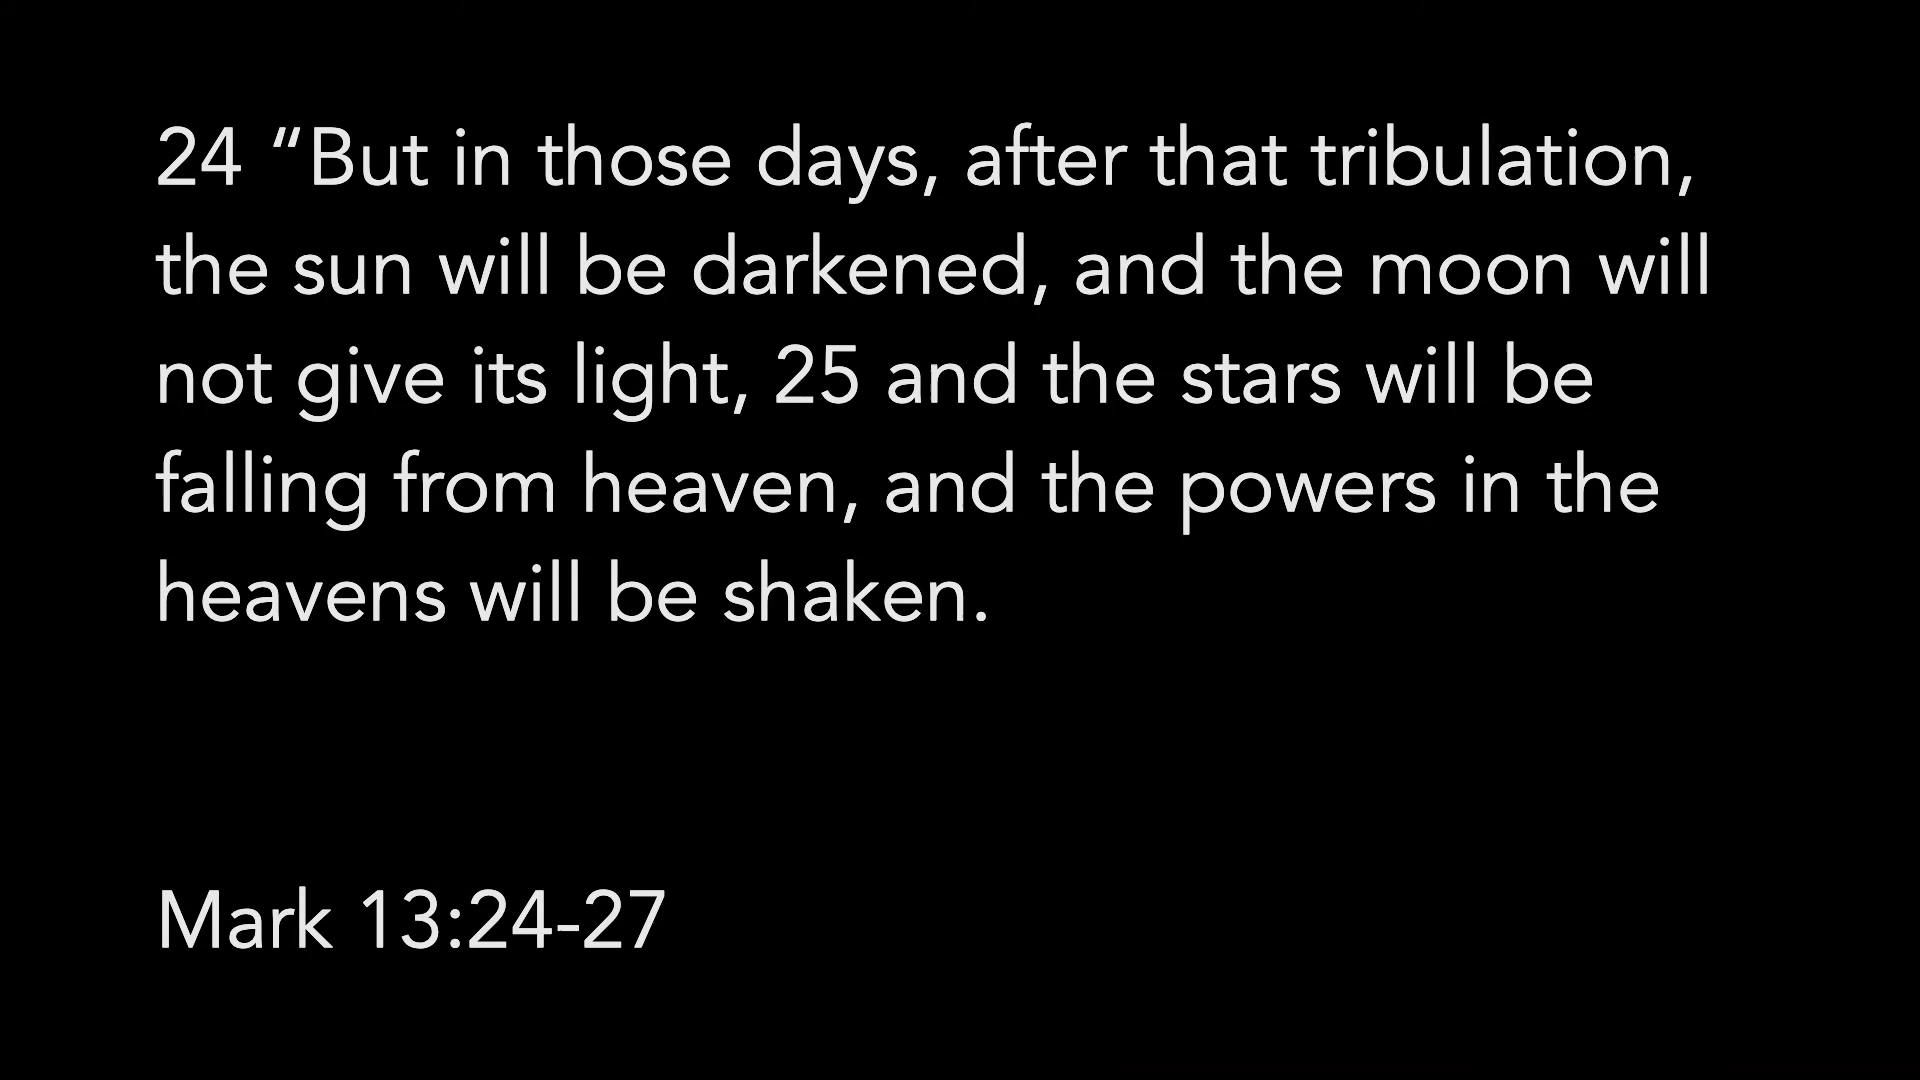 24 “But in those days, after that tribulation,
the sun will be darkened, and the moon will
not give its light, 25 and the stars will be
falling from heaven, and the powers in the
heavens will be shaken.
Mark 13:24-27